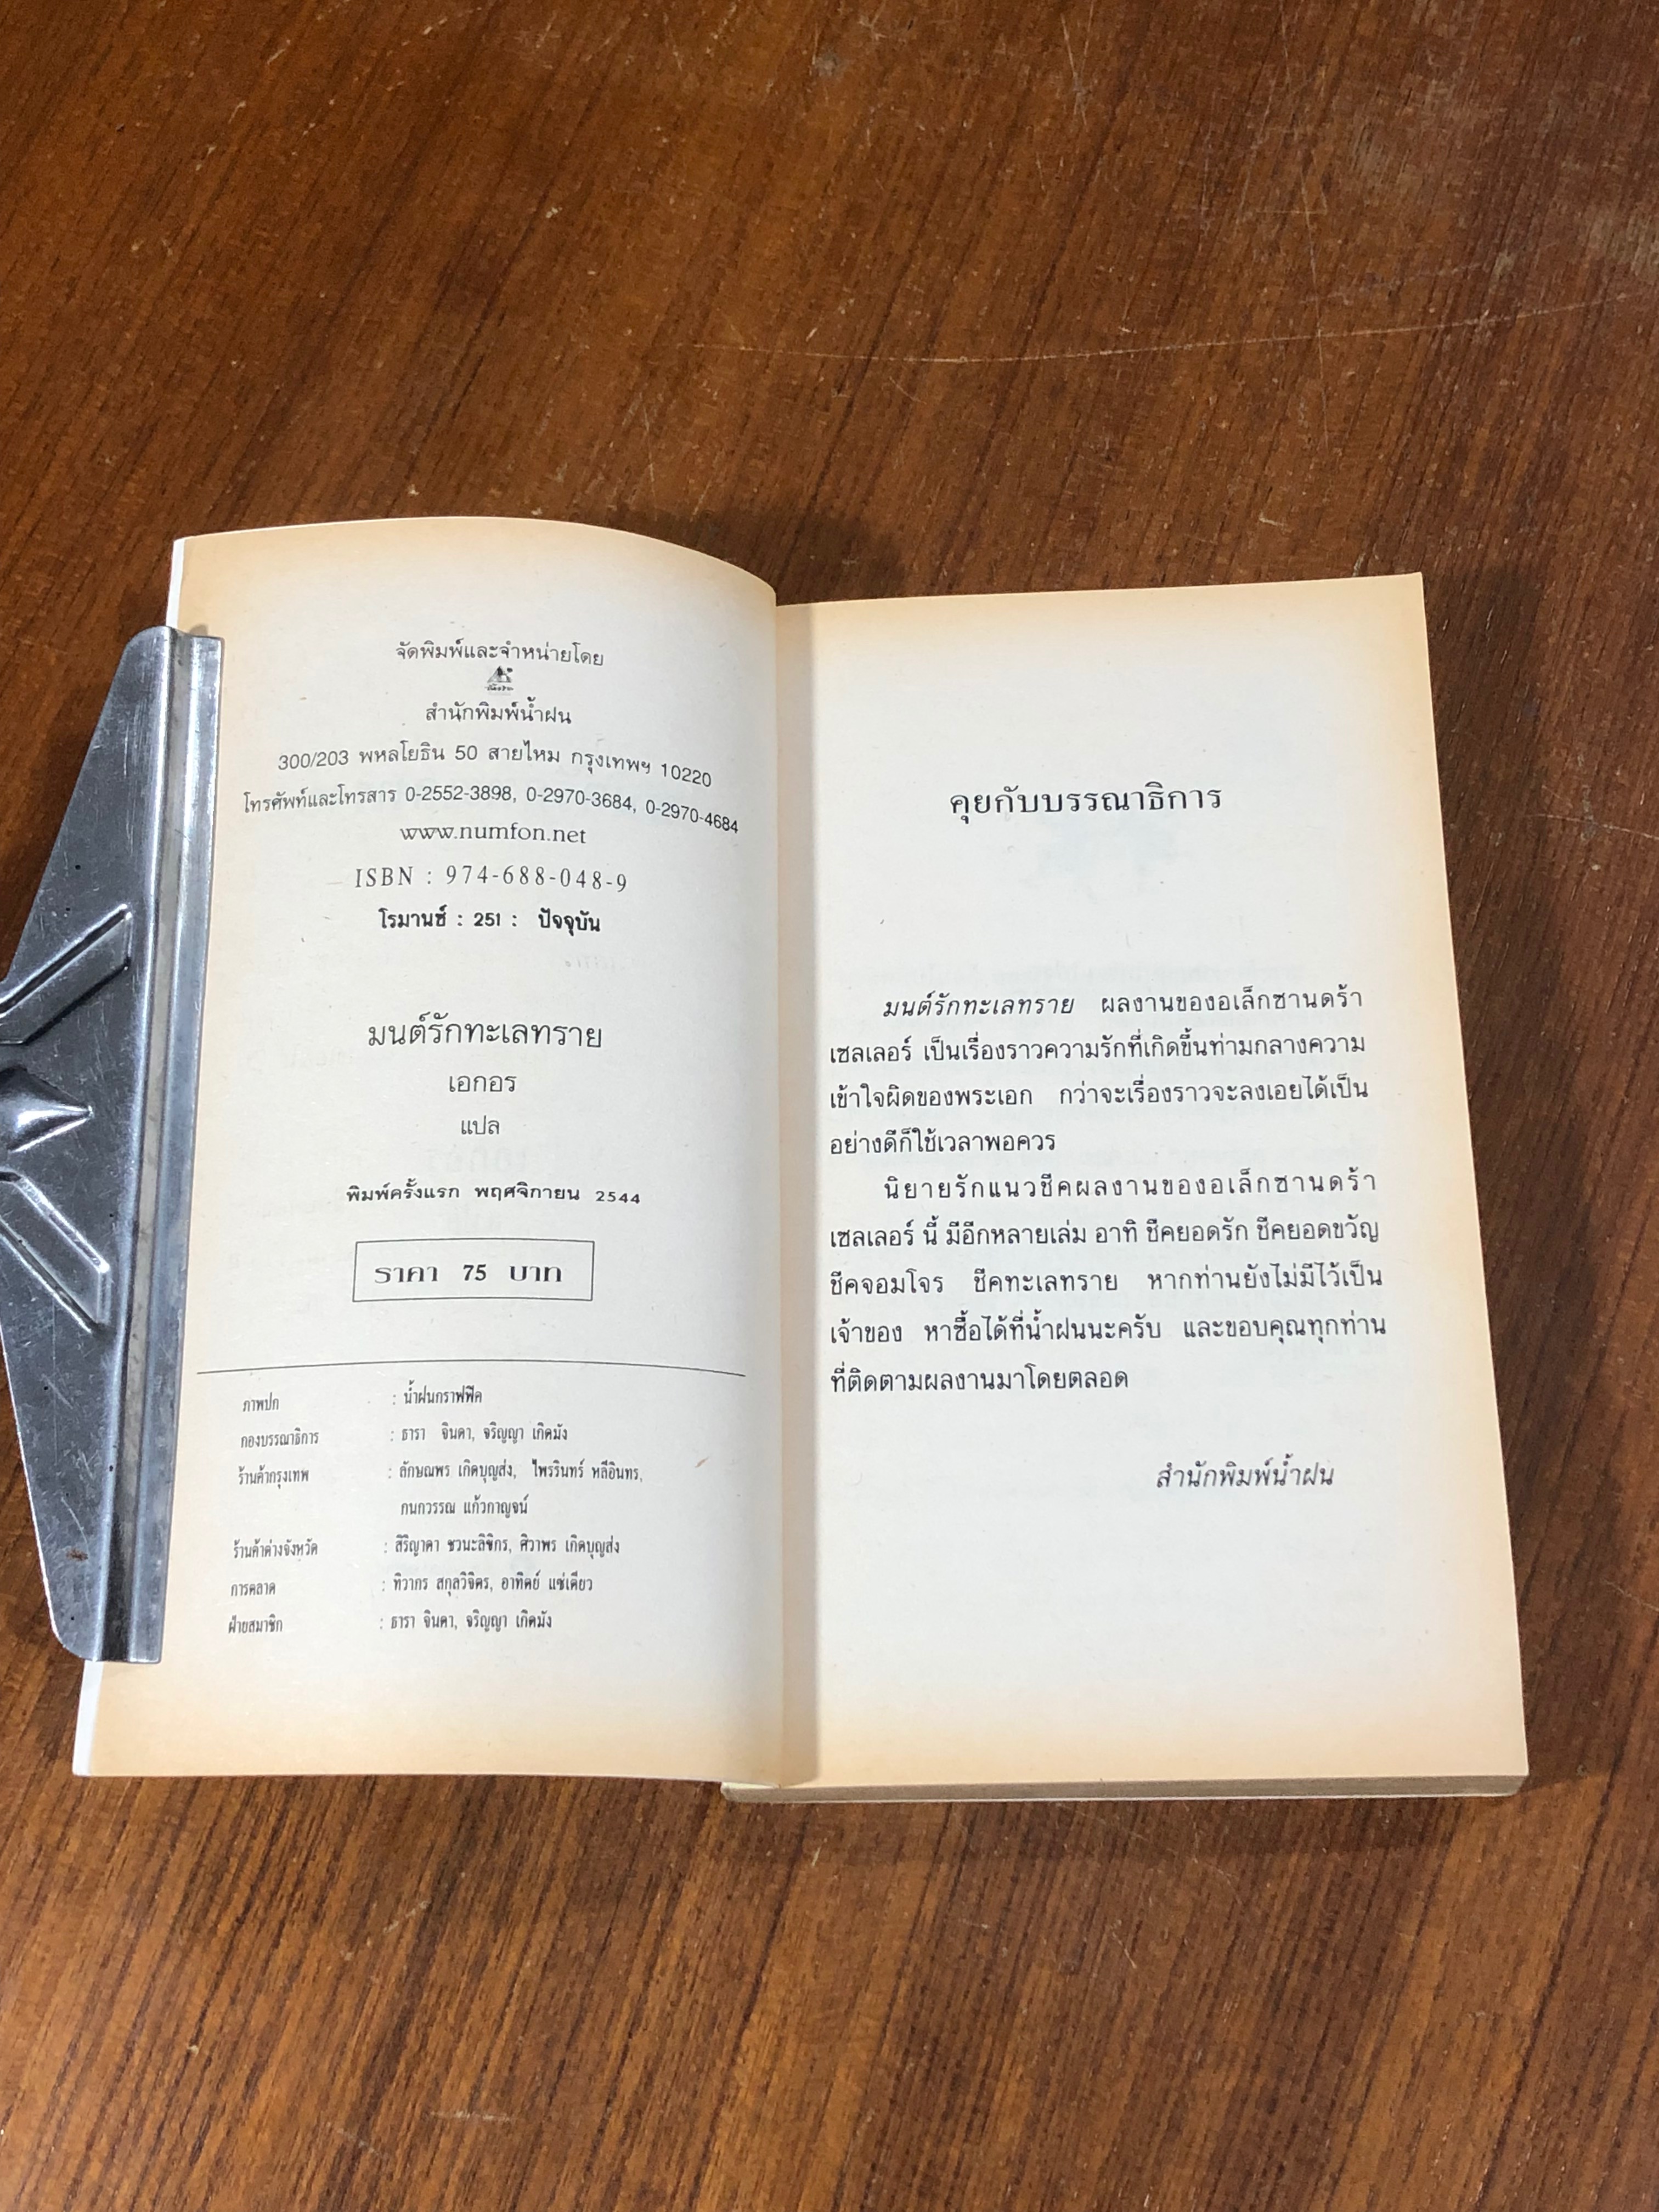 จัดพิมพ์และจำหน่ายโดย
สำนักพิมพ์น้ำฝน
300/203 พหลโยธิน 50 สายไหม กรุงเทพฯ 10220
โทรศัพท์และโทรสาร 0-2552-3898, 0-2970-3684, 0-2970-4684
www.numfon.net
ISBN : 974-688-048-9
โรมานซ์ : 251 : ปัจจุบัน
มนต์รักทะเลทราย
เอกอร
แปล
พิมพ์ครั้งแรก พฤศจิกายน 2544
ราคา 75 บาท
ภาพปก : น้ำฝนกราฟฟิค
กองบรรณาธิการ : ธารา จินดา, จริญญา เกิดมัง
ร้านค้ากรุงเทพ : ลักษณพร เกิดบุญส่ง, ไพรรินทร์ หลีอินทร,
กนกวรรณ แก้วกาญจน์
ร้านค้าต่างจังหวัด : สิริญาดา ชวนะลิขิกร, ศิวาพร เกิดบุญส่ง
การตลาด : ทิวากร สกุลวิจิตร, อาทิตย์ แซ่เดียว
ฝ่ายสมาชิก : ธารา จินดา, จริญญา เกิดมัง
คุยกับบรรณาธิการ
มนต์รักทะเลทราย ผลงานของอเล็กซานดร้า
เซลเลอร์ เป็นเรื่องราวความรักที่เกิดขึ้นท่ามกลางความ
เข้าใจผิดของพระเอก กว่าจะเรื่องราวจะลงเอยได้เป็น
อย่างดีก็ใช้เวลาพอควร
นิยายรักแนวชีคผลงานของอเล็กซานดร้า
เซลเลอร์ นี้ มีอีกหลายเล่ม อาทิ ชีคยอดรัก ชีคยอดขวัญ
ชีคจอมโจร ชีคทะเลทราย หากท่านยังไม่มีไว้เป็น
เจ้าของ หาซื้อได้ที่น้ำฝนนะครับ และขอบคุณทุกท่าน
ที่ติดตามผลงานมาโดยตลอด
สำนักพิมพ์น้ำฝน